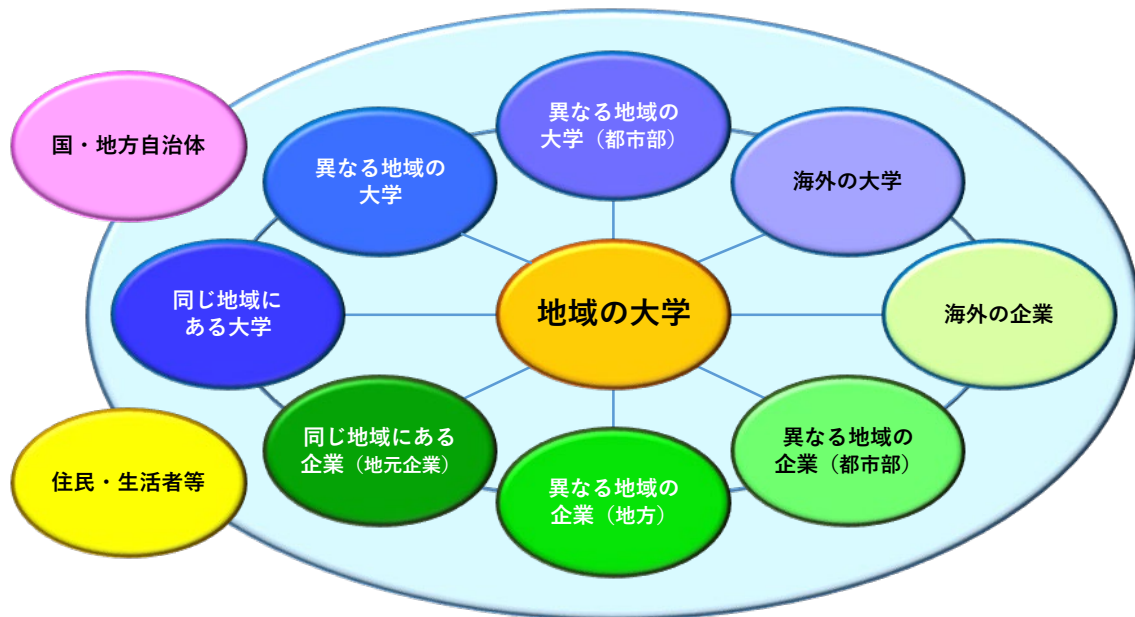 異なる地域の
大学（都市部）
国・地方自治体
異なる地域の
大学
海外の大学
同じ地域に
ある大学
地域の大学
海外の企業
同じ地域にある
企業（地元企業）
異なる地域の
企業（都市部）
住民・生活者等
異なる地域の
企業（地方）